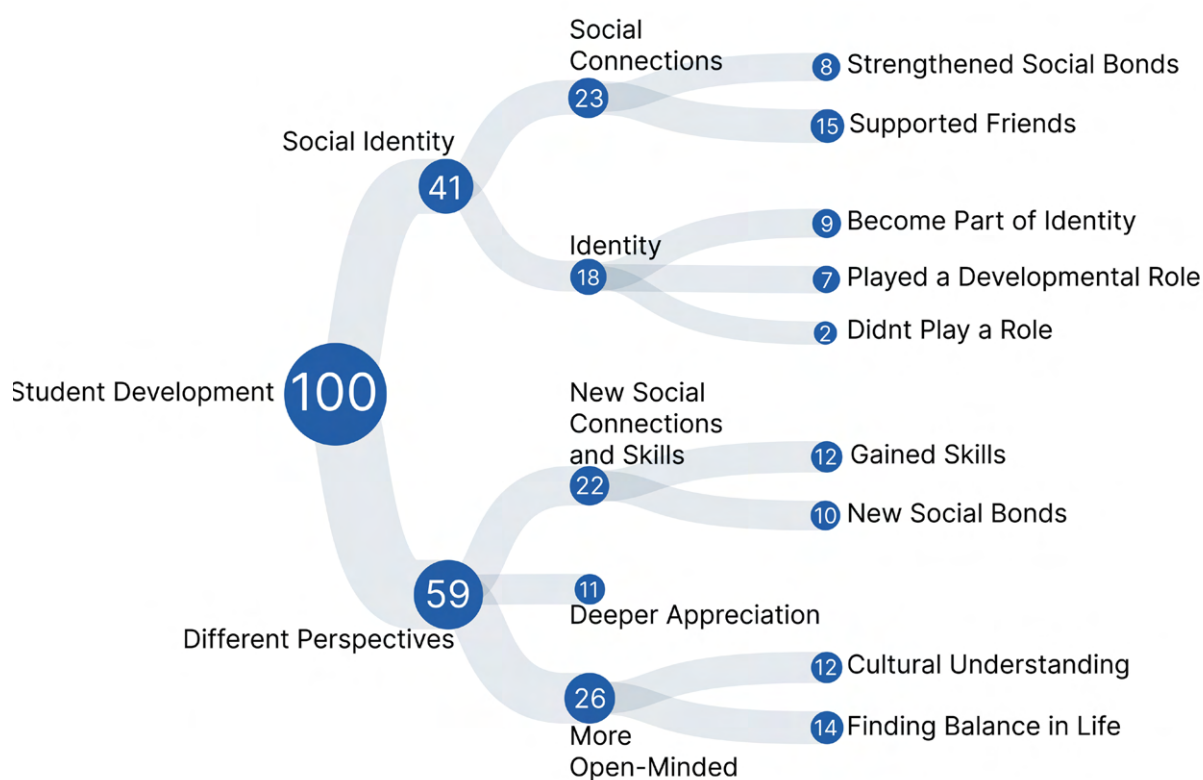 Social
Connections
23
8 Strengthened Social Bonds
15 Supported Friends
Social Identity
41
Identity
18
9 Become Part of Identity
7 Played a Developmental Role
2 Didnt Play a Role
Student Development 100
New Social
Connections
and Skills
22
12 Gained Skills
10 New Social Bonds
59
Different Perspectives
11
Deeper Appreciation
26
More
Open-Minded
12 Cultural Understanding
14 Finding Balance in Life